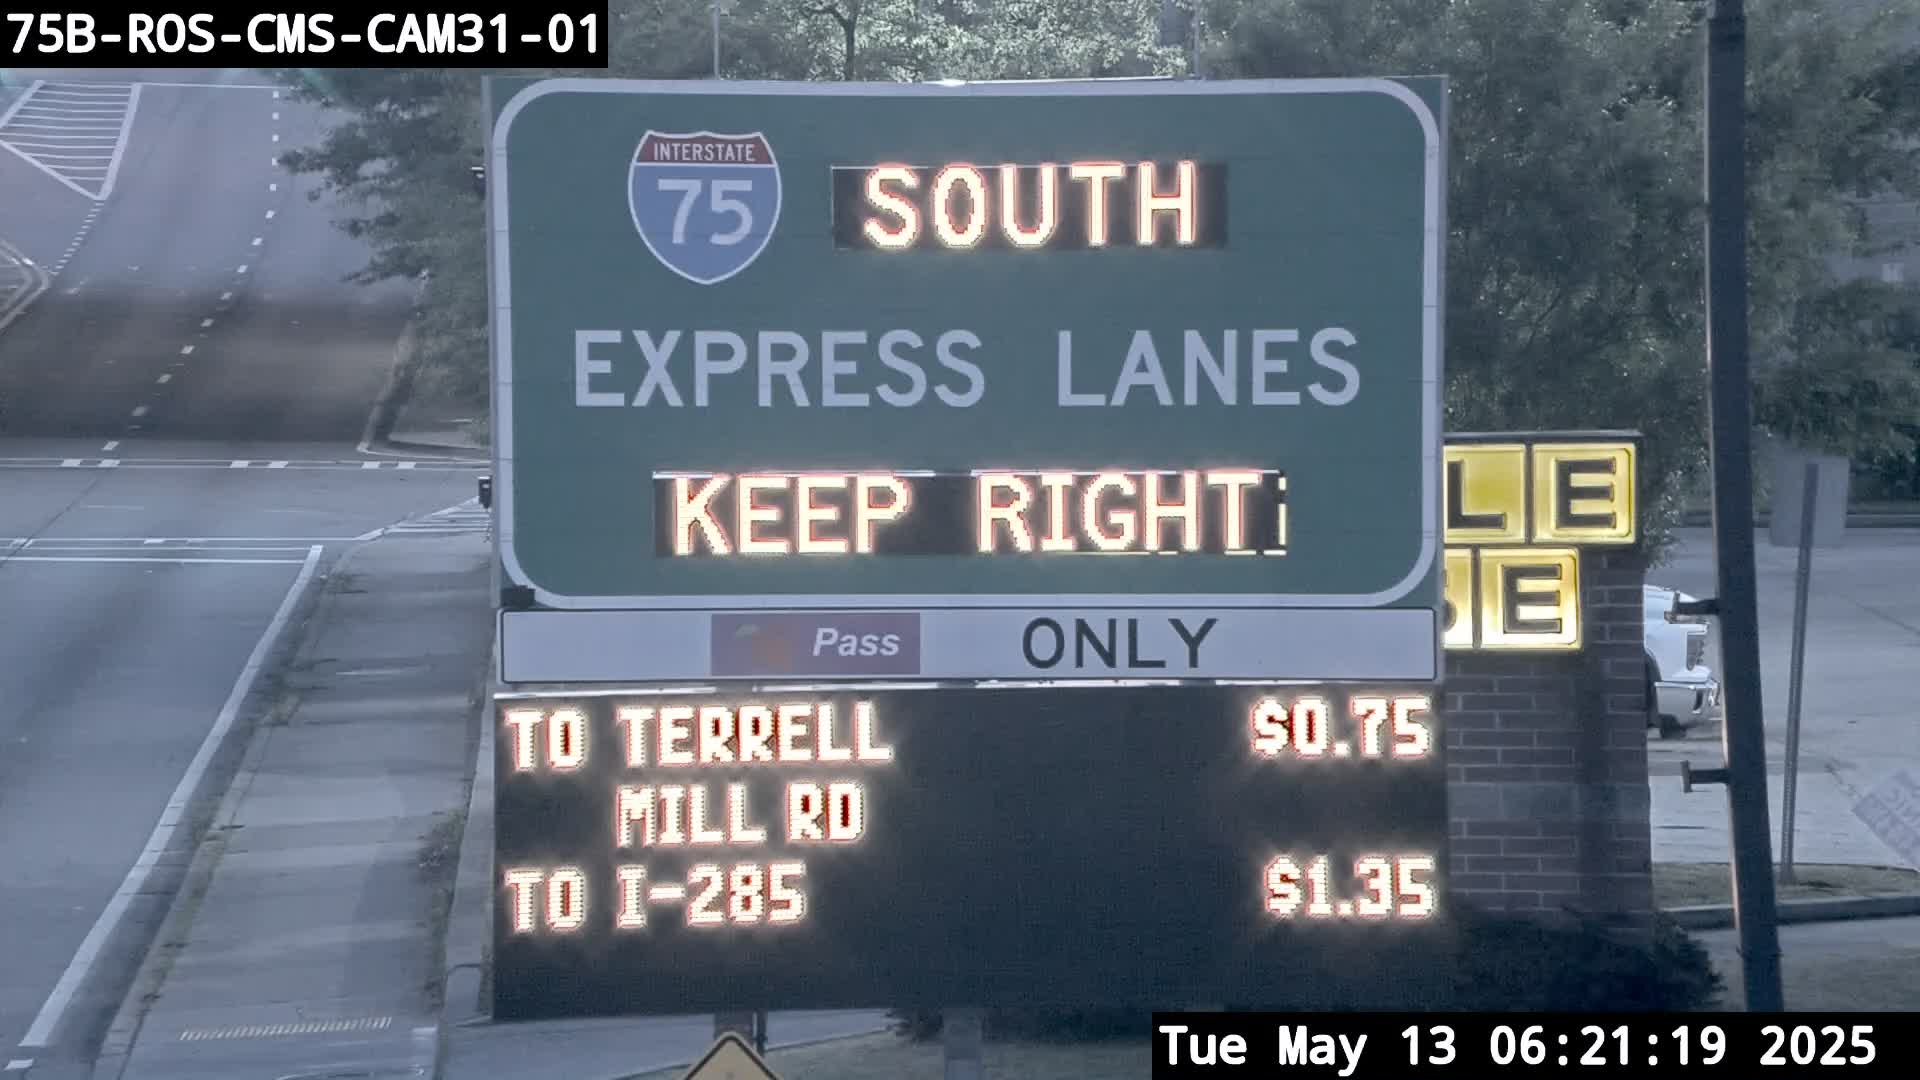 75B-ROS-CMS-CAM31-01
INTERSTATE
75
SOUTH
EXPRESS LANES
KEEP RIGHT
Pass ONLY
TO TERRELL $0.75
MILL RD
TO I-285 $1.35
LE
E
Tue May 13 06:21:19 2025